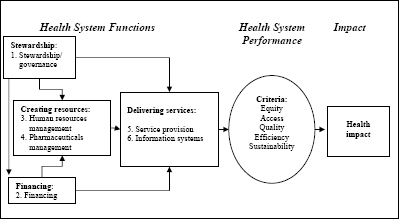 Health System Functions
Health System
Performance
Impact
Stewardship:
1. Stewardship/
governance
Creating resources:
3. Human resources
management
4. Pharmaceuticals
management
Delivering services:
5. Service provision
6. Information systems
Criteria:
Equity
Access
Quality
Efficiency
Sustainability
Health
impact
Financing:
2. Financing